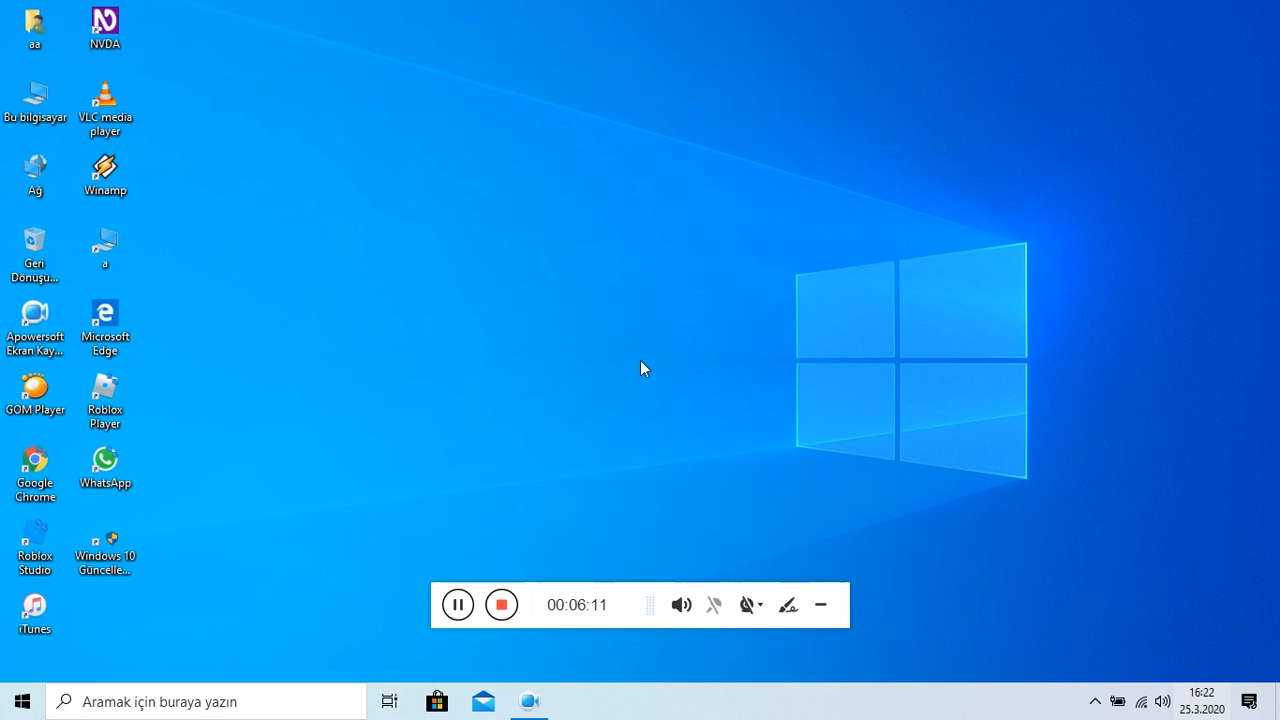 aa
NVDA
Bu bilgisayar
VLC media
player
Ağ
Winamp
Geri
Dönüşü...
a
Apowersoft
Ekran Kay...
Microsoft
Edge
GOM Player
Roblox
Player
Google
Chrome
WhatsApp
Roblox
Studio
Windows 10
Güncelle...
iTunes
00:06:11
Aramak için buraya yazın
16:22
25.3.2020